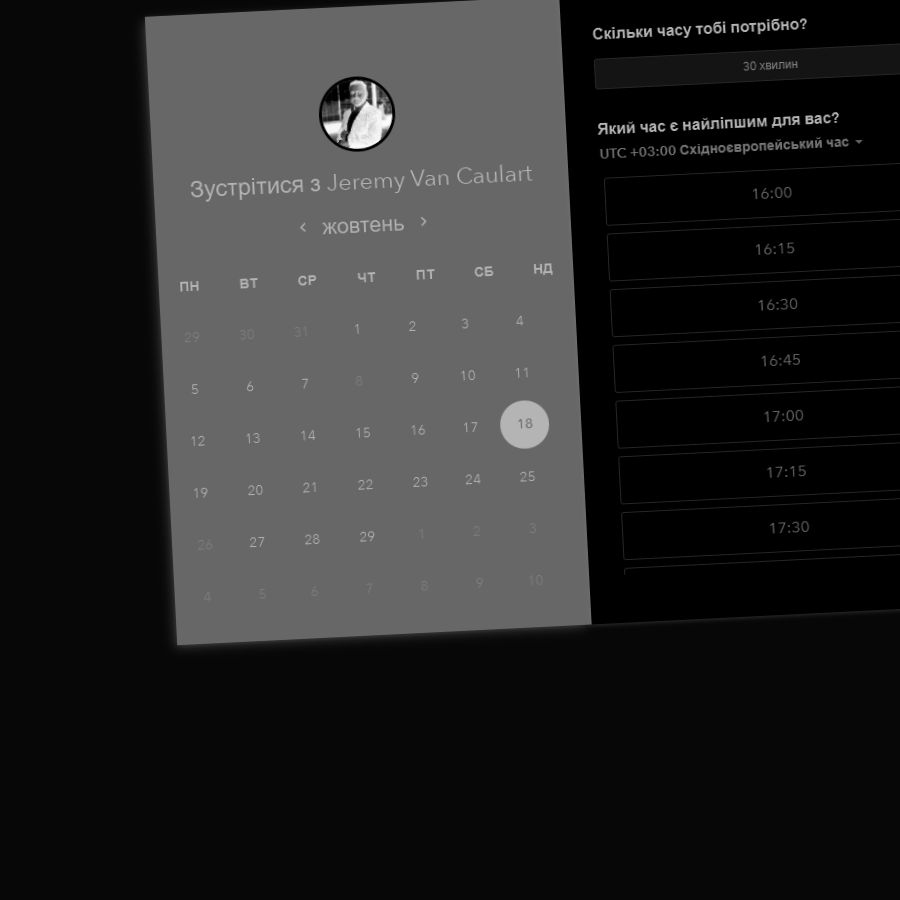 Зустрітися з Jeremy Van Caulart
жовтень
ПН ВТ СР ЧТ ПТ СБ НД
29 30 31 1 2 3 4
5 6 7 8 9 10 11
12 13 14 15 16 17 18
19 20 21 22 23 24 25
26 27 28 29 1 2 3
4 5 6 7 8 9 10
Скільки часу тобі потрібно?
30 хвилин
Який час є найліпшим для вас?
UTC +03:00 Східноєвропейський час
16:00
16:15
16:30
16:45
17:00
17:15
17:30